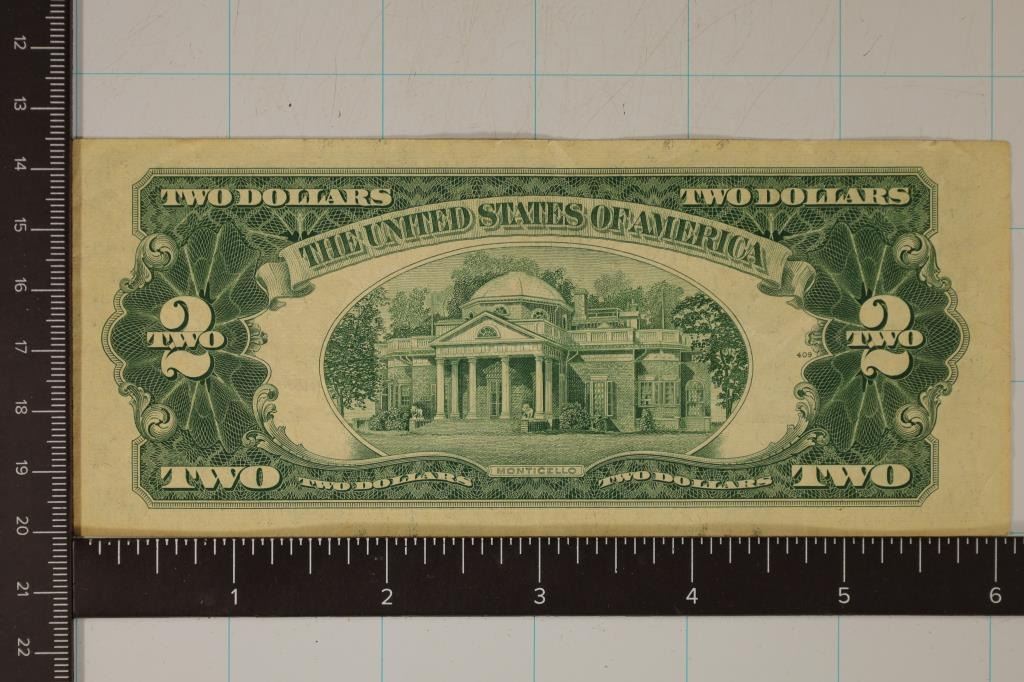 12
13
14
15
16
17
18
19
20
21
22
TWO DOLLARS TWO DOLLARS
THE UNITED STATES OF AMERICA
2 TWO 2 TWO
409
MONTICELLO
TWO TWO DOLLARS TWO DOLLARS TWO
1 2 3 4 5 6